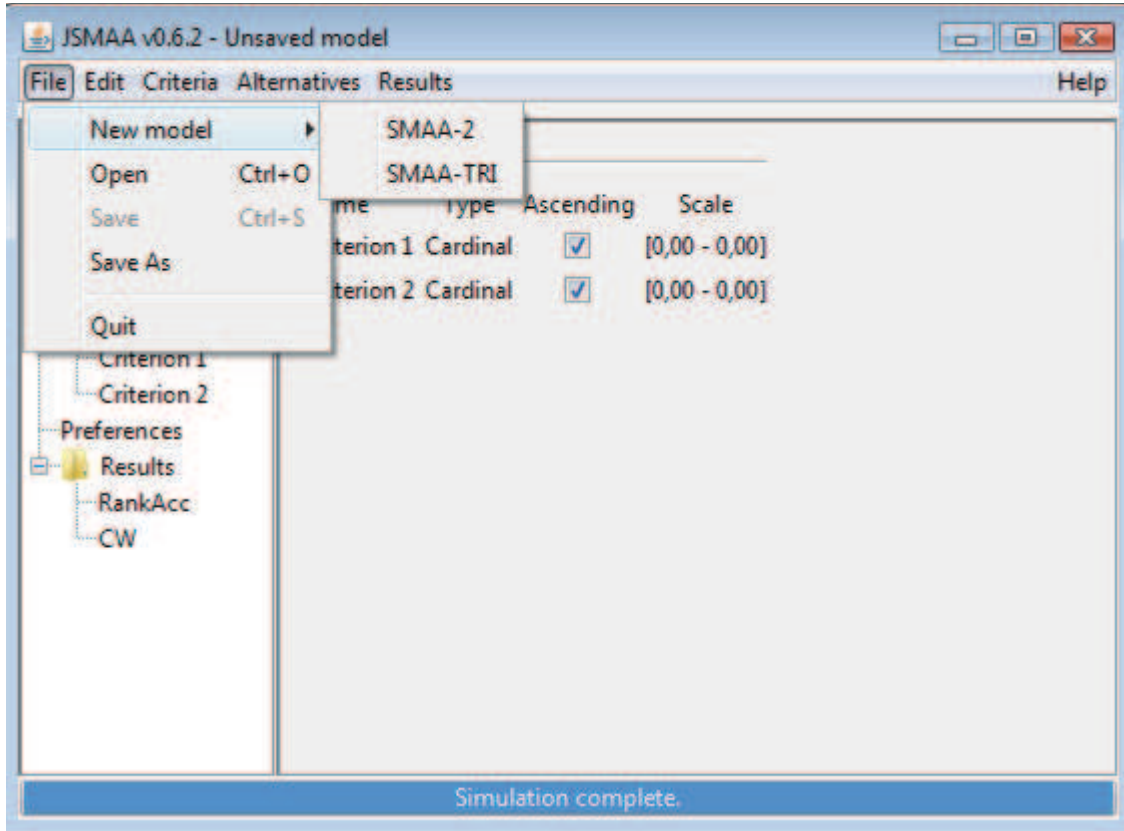 JSMAA v0.6.2 - Unsaved model
File Edit Criteria Alternatives Results Help
New model
Open Ctrl+O
Save Ctrl+S
Save As
Quit
SMAA-2
SMAA-TRI
me Type Ascending Scale
terion 1 Cardinal [0,00 - 0,00]
terion 2 Cardinal [0,00 - 0,00]
Criterion 1
Criterion 2
Preferences
Results
RankAcc
CW
Simulation complete.